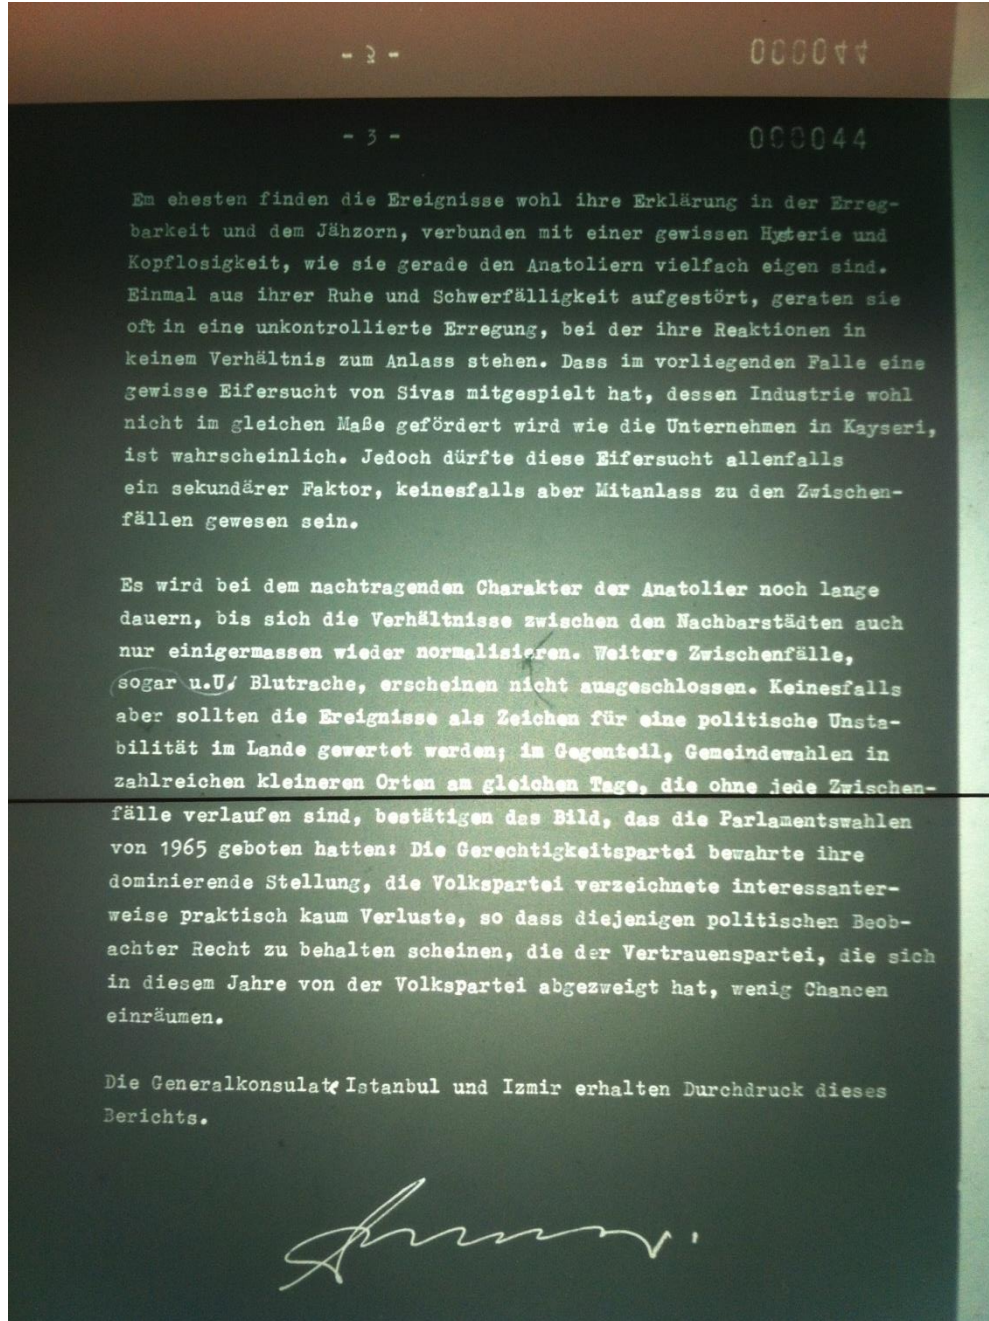 - 3 -
000044
- 3 -
000044
Em ehesten finden die Ereignisse wohl ihre Erklärung in der Erreg-
barkeit und dem Jähzorn, verbunden mit einer gewissen Hysterie und
Kopflosigkeit, wie sie gerade den Anatoliern vielfach eigen sind.
Einmal aus ihrer Ruhe und Schwerfälligkeit aufgestört, geraten sie
oft in eine unkontrollierte Erregung, bei der ihre Reaktionen in
keinem Verhältnis zum Anlass stehen. Dass im vorliegenden Falle eine
gewisse Eifersucht von Sivas mitgespielt hat, dessen Industrie wohl
nicht im gleichen Maße gefördert wird wie die Unternehmen in Kayseri,
ist wahrscheinlich. Jedoch dürfte diese Eifersucht allenfalls
ein sekundärer Faktor, keinesfalls aber Mitanlass zu den Zwischen-
fällen gewesen sein.
Es wird bei dem nachtragenden Charakter der Anatolier noch lange
dauern, bis sich die Verhältnisse zwischen den Nachbarstädten auch
nur einigermassen wieder normalisieren. Weitere Zwischenfälle,
sogar u.U. Blutrache, erscheinen nicht ausgeschlossen. Keinesfalls
aber sollten die Ereignisse als Zeichen für eine politische Unsta-
bilität im Lande gewertet werden; im Gegenteil, Gemeindewahlen in
zahlreichen kleineren Orten am gleichen Tage, die ohne jede Zwischen-
fälle verlaufen sind, bestätigen das Bild, das die Parlamentswahlen
von 1965 geboten hatten: Die Gerechtigkeitspartei bewahrte ihre
dominierende Stellung, die Volkspartei verzeichnete interessanter-
weise praktisch kaum Verluste, so dass diejenigen politischen Beob-
achter Recht zu behalten scheinen, die der Vertrauenspartei, die sich
in diesem Jahre von der Volkspartei abgezweigt hat, wenig Chancen
einräumen.
Die Generalkonsulate Istanbul und Izmir erhalten Durchdruck dieses
Berichts.